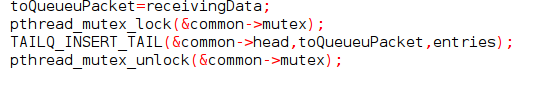 toQueueuPacket=receivingData;
pthread_mutex_lock(&common->mutex);
TAILQ_INSERT_TAIL(&common->head,toQueueuPacket,entries);
pthread_mutex_unlock(&common->mutex);